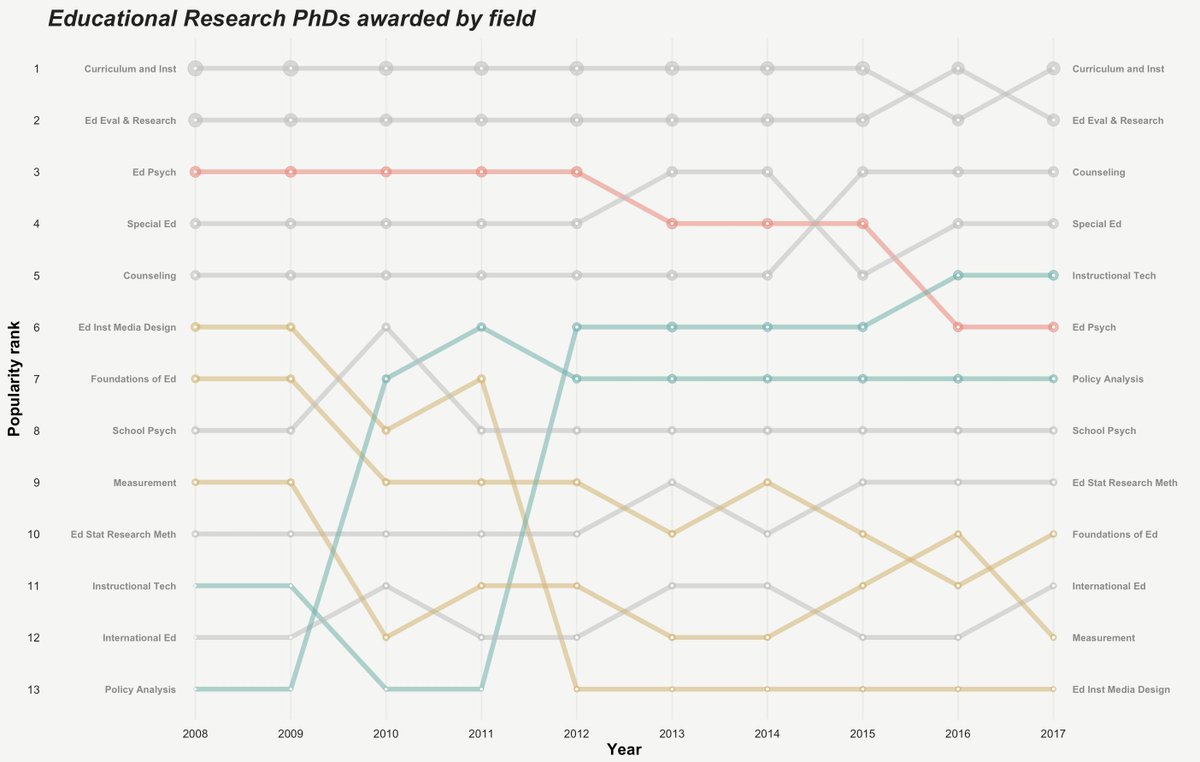 Educational Research PhDs awarded by field
1 Curriculum and Inst Curriculum and Inst
2 Ed Eval & Research Ed Eval & Research
3 Ed Psych Counseling
4 Special Ed Special Ed
5 Counseling Instructional Tech
6 Ed Inst Media Design Ed Psych
7 Foundations of Ed Policy Analysis
8 School Psych School Psych
9 Measurement Ed Stat Research Meth
10 Ed Stat Research Meth Foundations of Ed
11 Instructional Tech International Ed
12 International Ed Measurement
13 Policy Analysis Ed Inst Media Design
Popularity rank
2008 2009 2010 2011 2012 2013 2014 2015 2016 2017
Year